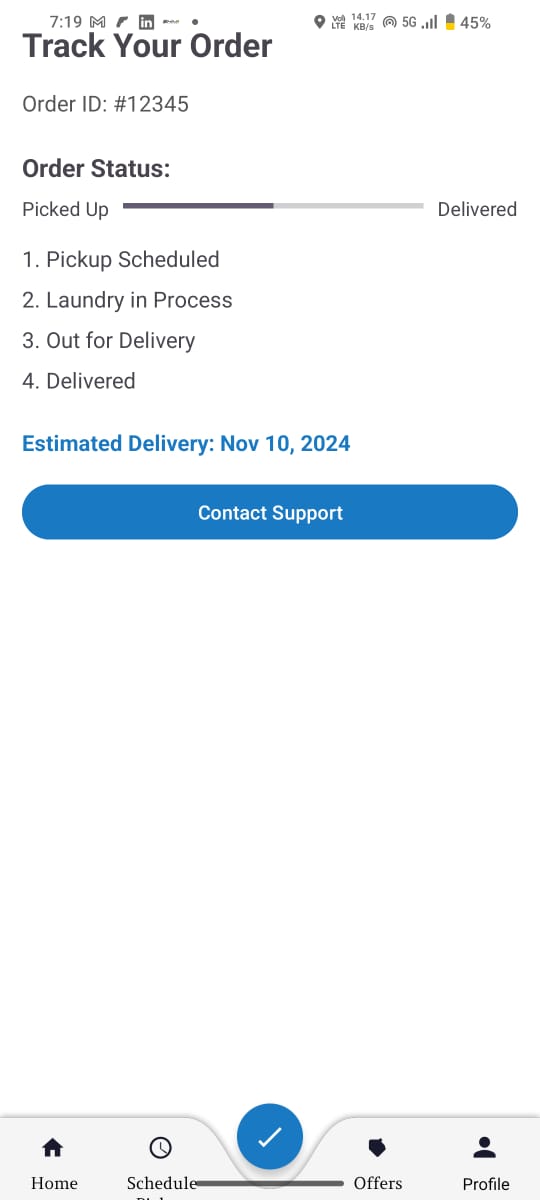 7:19 in Vo) LTE 14.17 KB/s 5G 45%
Track Your Order
Order ID: #12345
Order Status:
Picked Up Delivered
1. Pickup Scheduled
2. Laundry in Process
3. Out for Delivery
4. Delivered
Estimated Delivery: Nov 10, 2024
Contact Support
Home Schedule Offers Profile